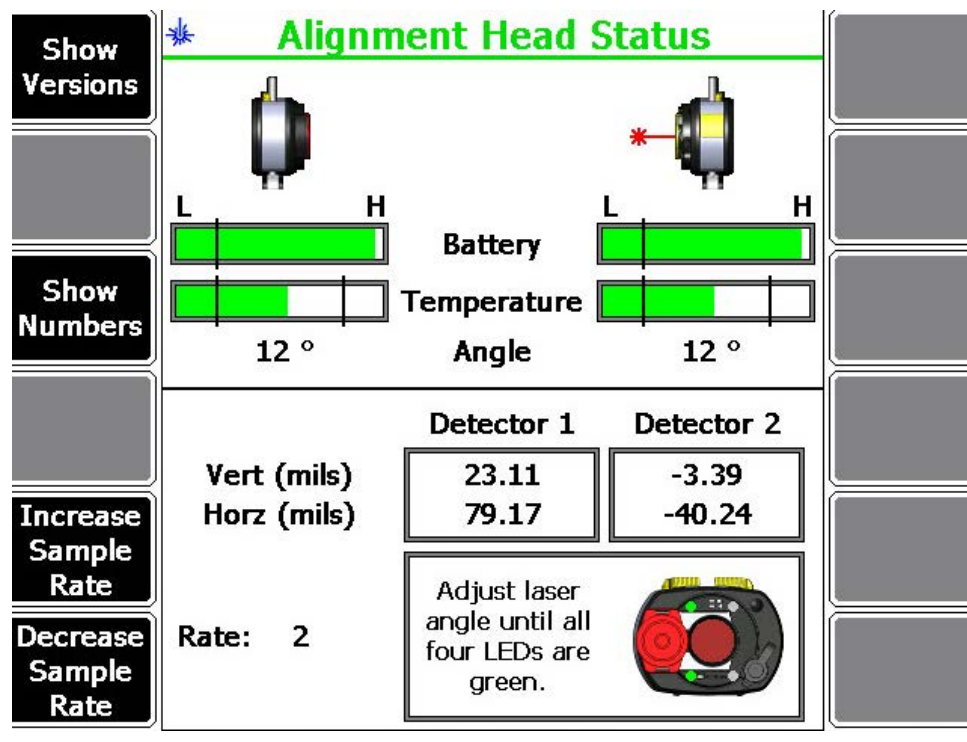 Show
Versions
Alignment Head Status
L H
L H
Battery
Show
Numbers
Temperature
12 °
Angle
12 °
Detector 1
Detector 2
Vert (mils)
23.11
-3.39
Horz (mils)
79.17
-40.24
Increase
Sample
Rate
Decrease
Sample
Rate
Rate: 2
Adjust laser
angle until all
four LEDs are
green.